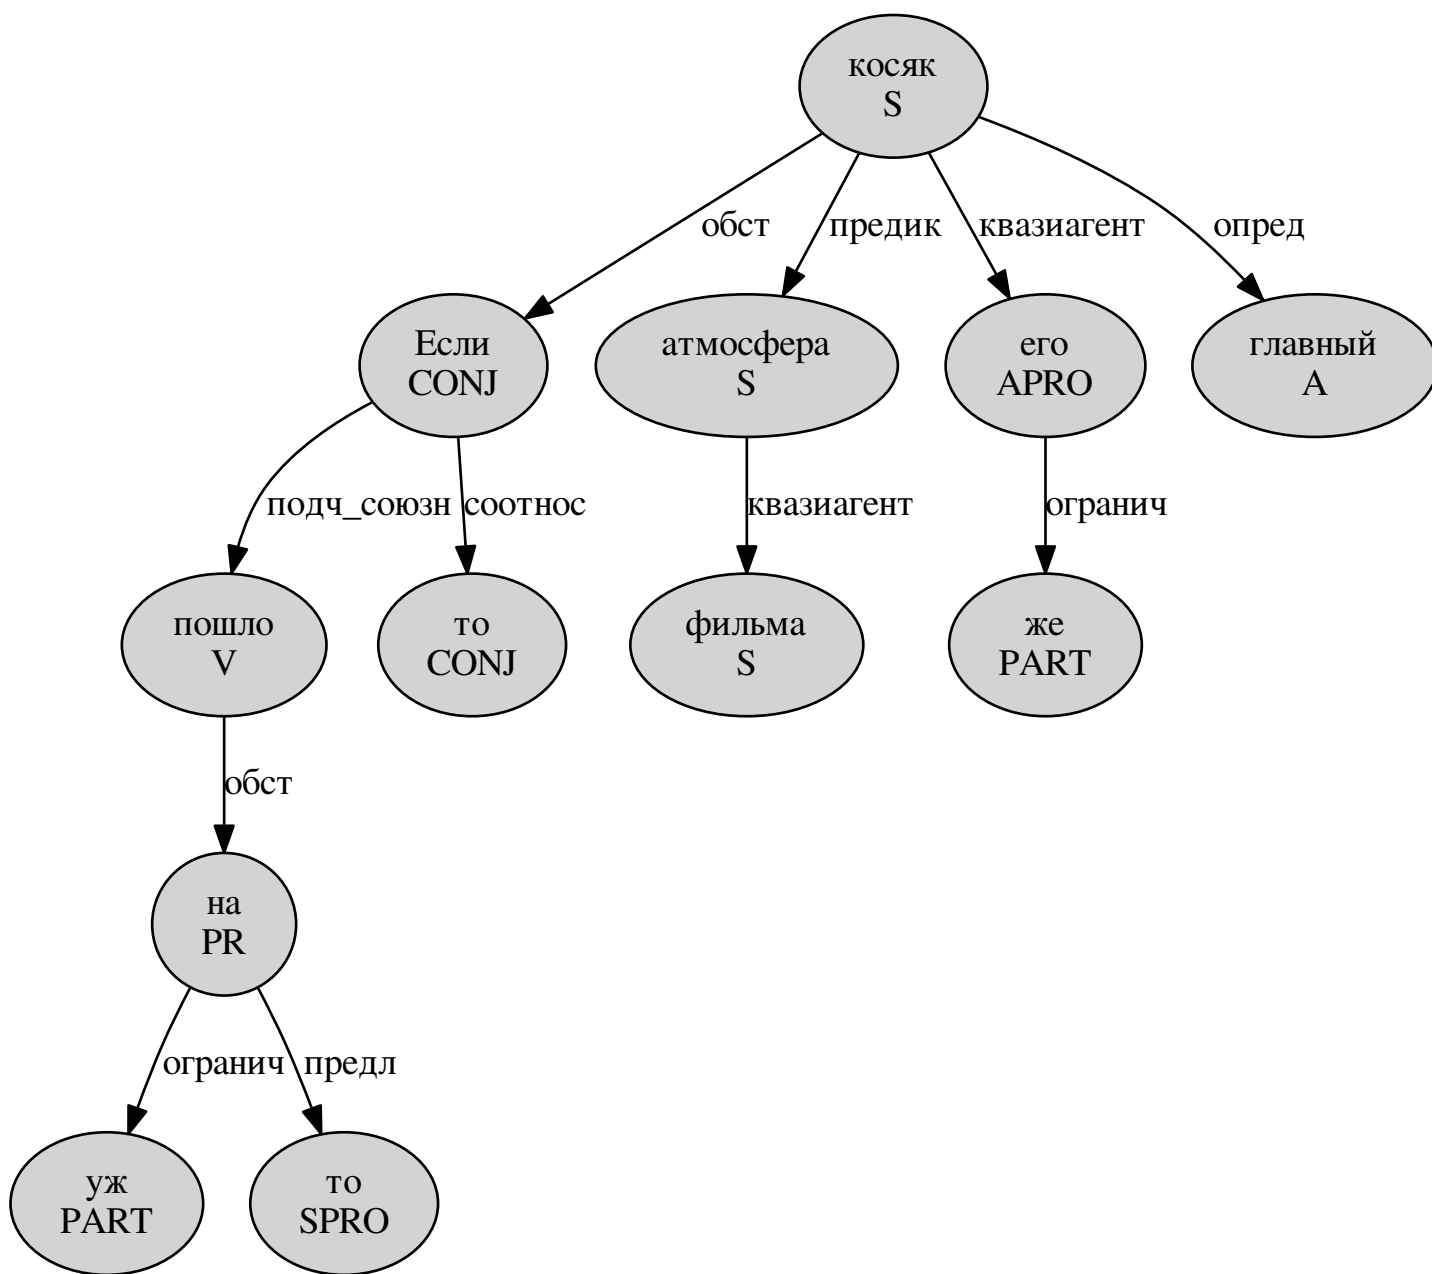 косяк
S
обст
предик
квазиагент
опред
Если
CONJ
атмосфера
S
его
APRO
главный
A
подч_союзн
соотнос
квазиагент
огранич
пошло
V
то
CONJ
фильма
S
же
PART
обст
на
PR
огранич
предл
уж
PART
то
SPRO